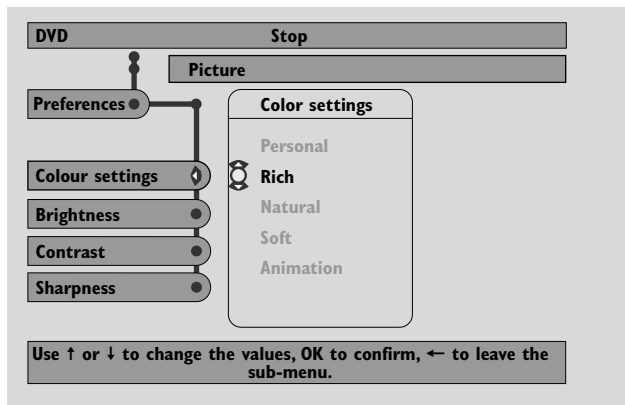 DVD Stop
Picture
Preferences
Color settings
Personal
Colour settings
Rich
Brightness
Natural
Soft
Contrast
Animation
Sharpness
Use ↑ or ↓ to change the values, OK to confirm, ← to leave the
sub-menu.